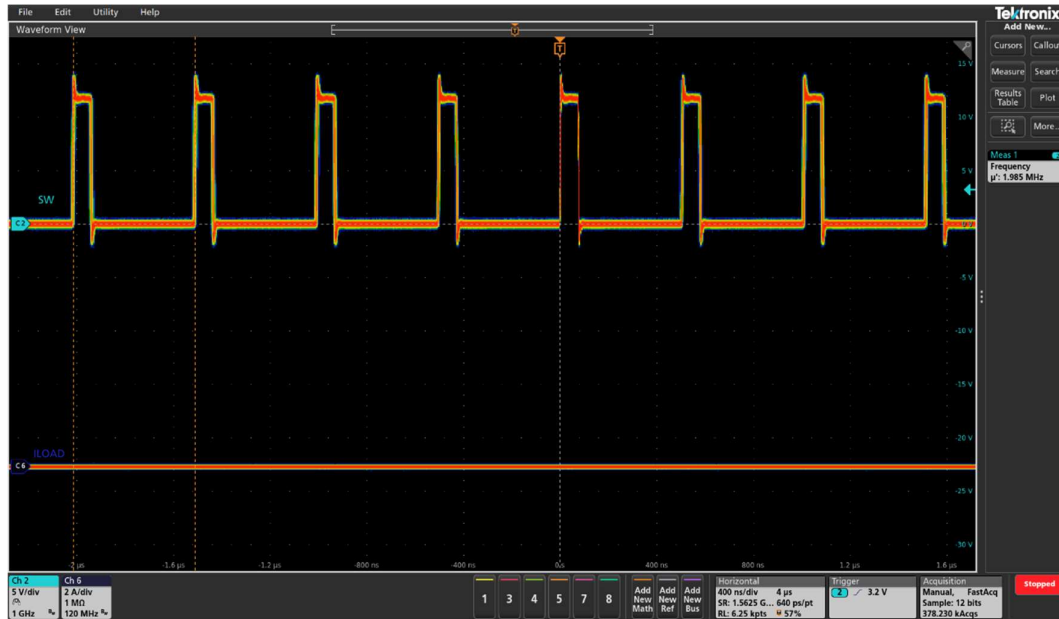 File Edit Utility Help
Tektronix
Waveform View
Add New...
Cursors Callout
Measure Search
Results Table Plot
More...
Meas 1
Frequency
µ': 1.985 MHz
T
T
15 V
10 V
5 V
-5 V
-10 V
-15 V
-20 V
-25 V
-30 V
SW
C2
ILOAD
C6
-2 µs -1.6 µs -1.2 µs -800 ns -400 ns 0s 400 ns 800 ns 1.2 µs 1.6 µs
Ch 2
5 V/div
1 GHz
Ch 6
2 A/div
1 MΩ
120 MHz
1 3 4 5 7 8
Add New Math
Add New Ref
Add New Bus
Horizontal
400 ns/div 4 µs
SR: 1.5625 G... 640 ps/pt
RL: 6.25 kpts 57%
Trigger
2 3.2 V
Acquisition
Manual, FastAcq
Sample: 12 bits
378.230 kAcqs
Stopped